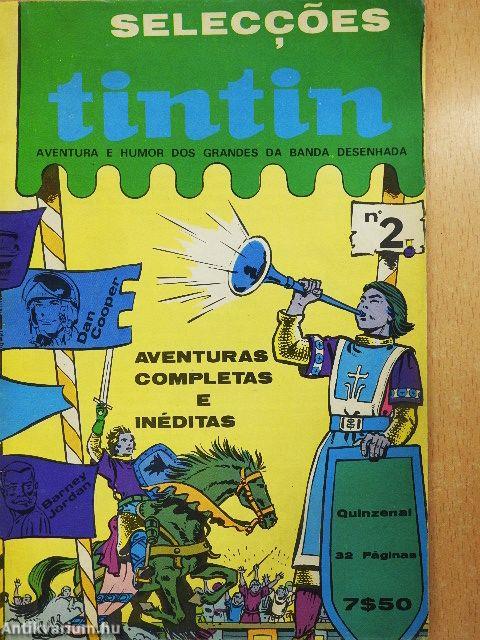 SELECÇÕES
tintin
AVENTURA E HUMOR DOS GRANDES DA BANDA DESENHADA
nº 2
Dan
Cooper
AVENTURAS
COMPLETAS
E
INÉDITAS
Barney
Jordan
Quinzenal
32 Páginas
7$50
Antikvarium.hu